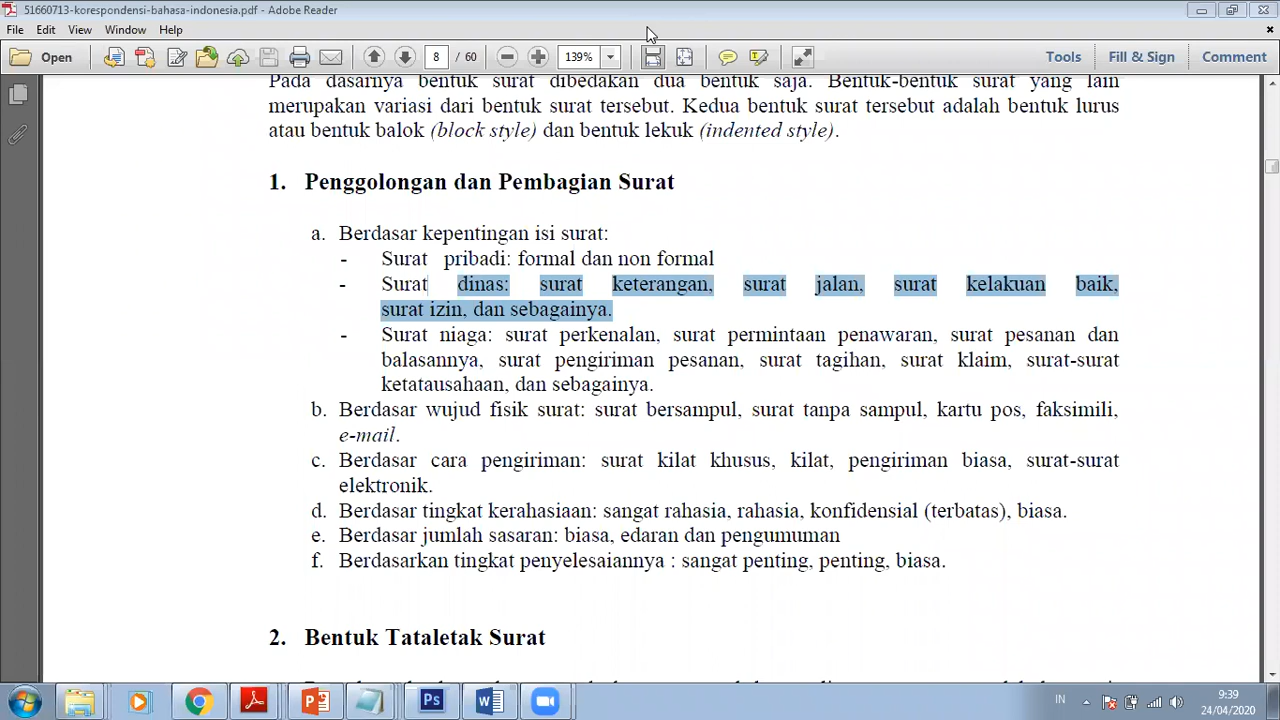 51660713-korespondensi-bahasa-indonesia.pdf - Adobe Reader
File Edit View Window Help
Open 8 / 60 139% Tools Fill & Sign Comment
Pada dasarnya bentuk surat dibedakan dua bentuk saja. Bentuk-bentuk surat yang lain
merupakan variasi dari bentuk surat tersebut. Kedua bentuk surat tersebut adalah bentuk lurus
atau bentuk balok (block style) dan bentuk lekuk (indented style).
1. Penggolongan dan Pembagian Surat
a. Berdasar kepentingan isi surat:
- Surat pribadi: formal dan non formal
- Surat dinas: surat keterangan, surat jalan, surat kelakuan baik,
surat izin, dan sebagainya.
- Surat niaga: surat perkenalan, surat permintaan penawaran, surat pesanan dan
balasannya, surat pengiriman pesanan, surat tagihan, surat klaim, surat-surat
ketatausahaan, dan sebagainya.
b. Berdasar wujud fisik surat: surat bersampul, surat tanpa sampul, kartu pos, faksimili,
e-mail.
c. Berdasar cara pengiriman: surat kilat khusus, kilat, pengiriman biasa, surat-surat
elektronik.
d. Berdasar tingkat kerahasiaan: sangat rahasia, rahasia, konfidensial (terbatas), biasa.
e. Berdasar jumlah sasaran: biasa, edaran dan pengumuman
f. Berdasarkan tingkat penyelesaiannya : sangat penting, penting, biasa.
2. Bentuk Tataletak Surat
IN 9:39
24/04/2020